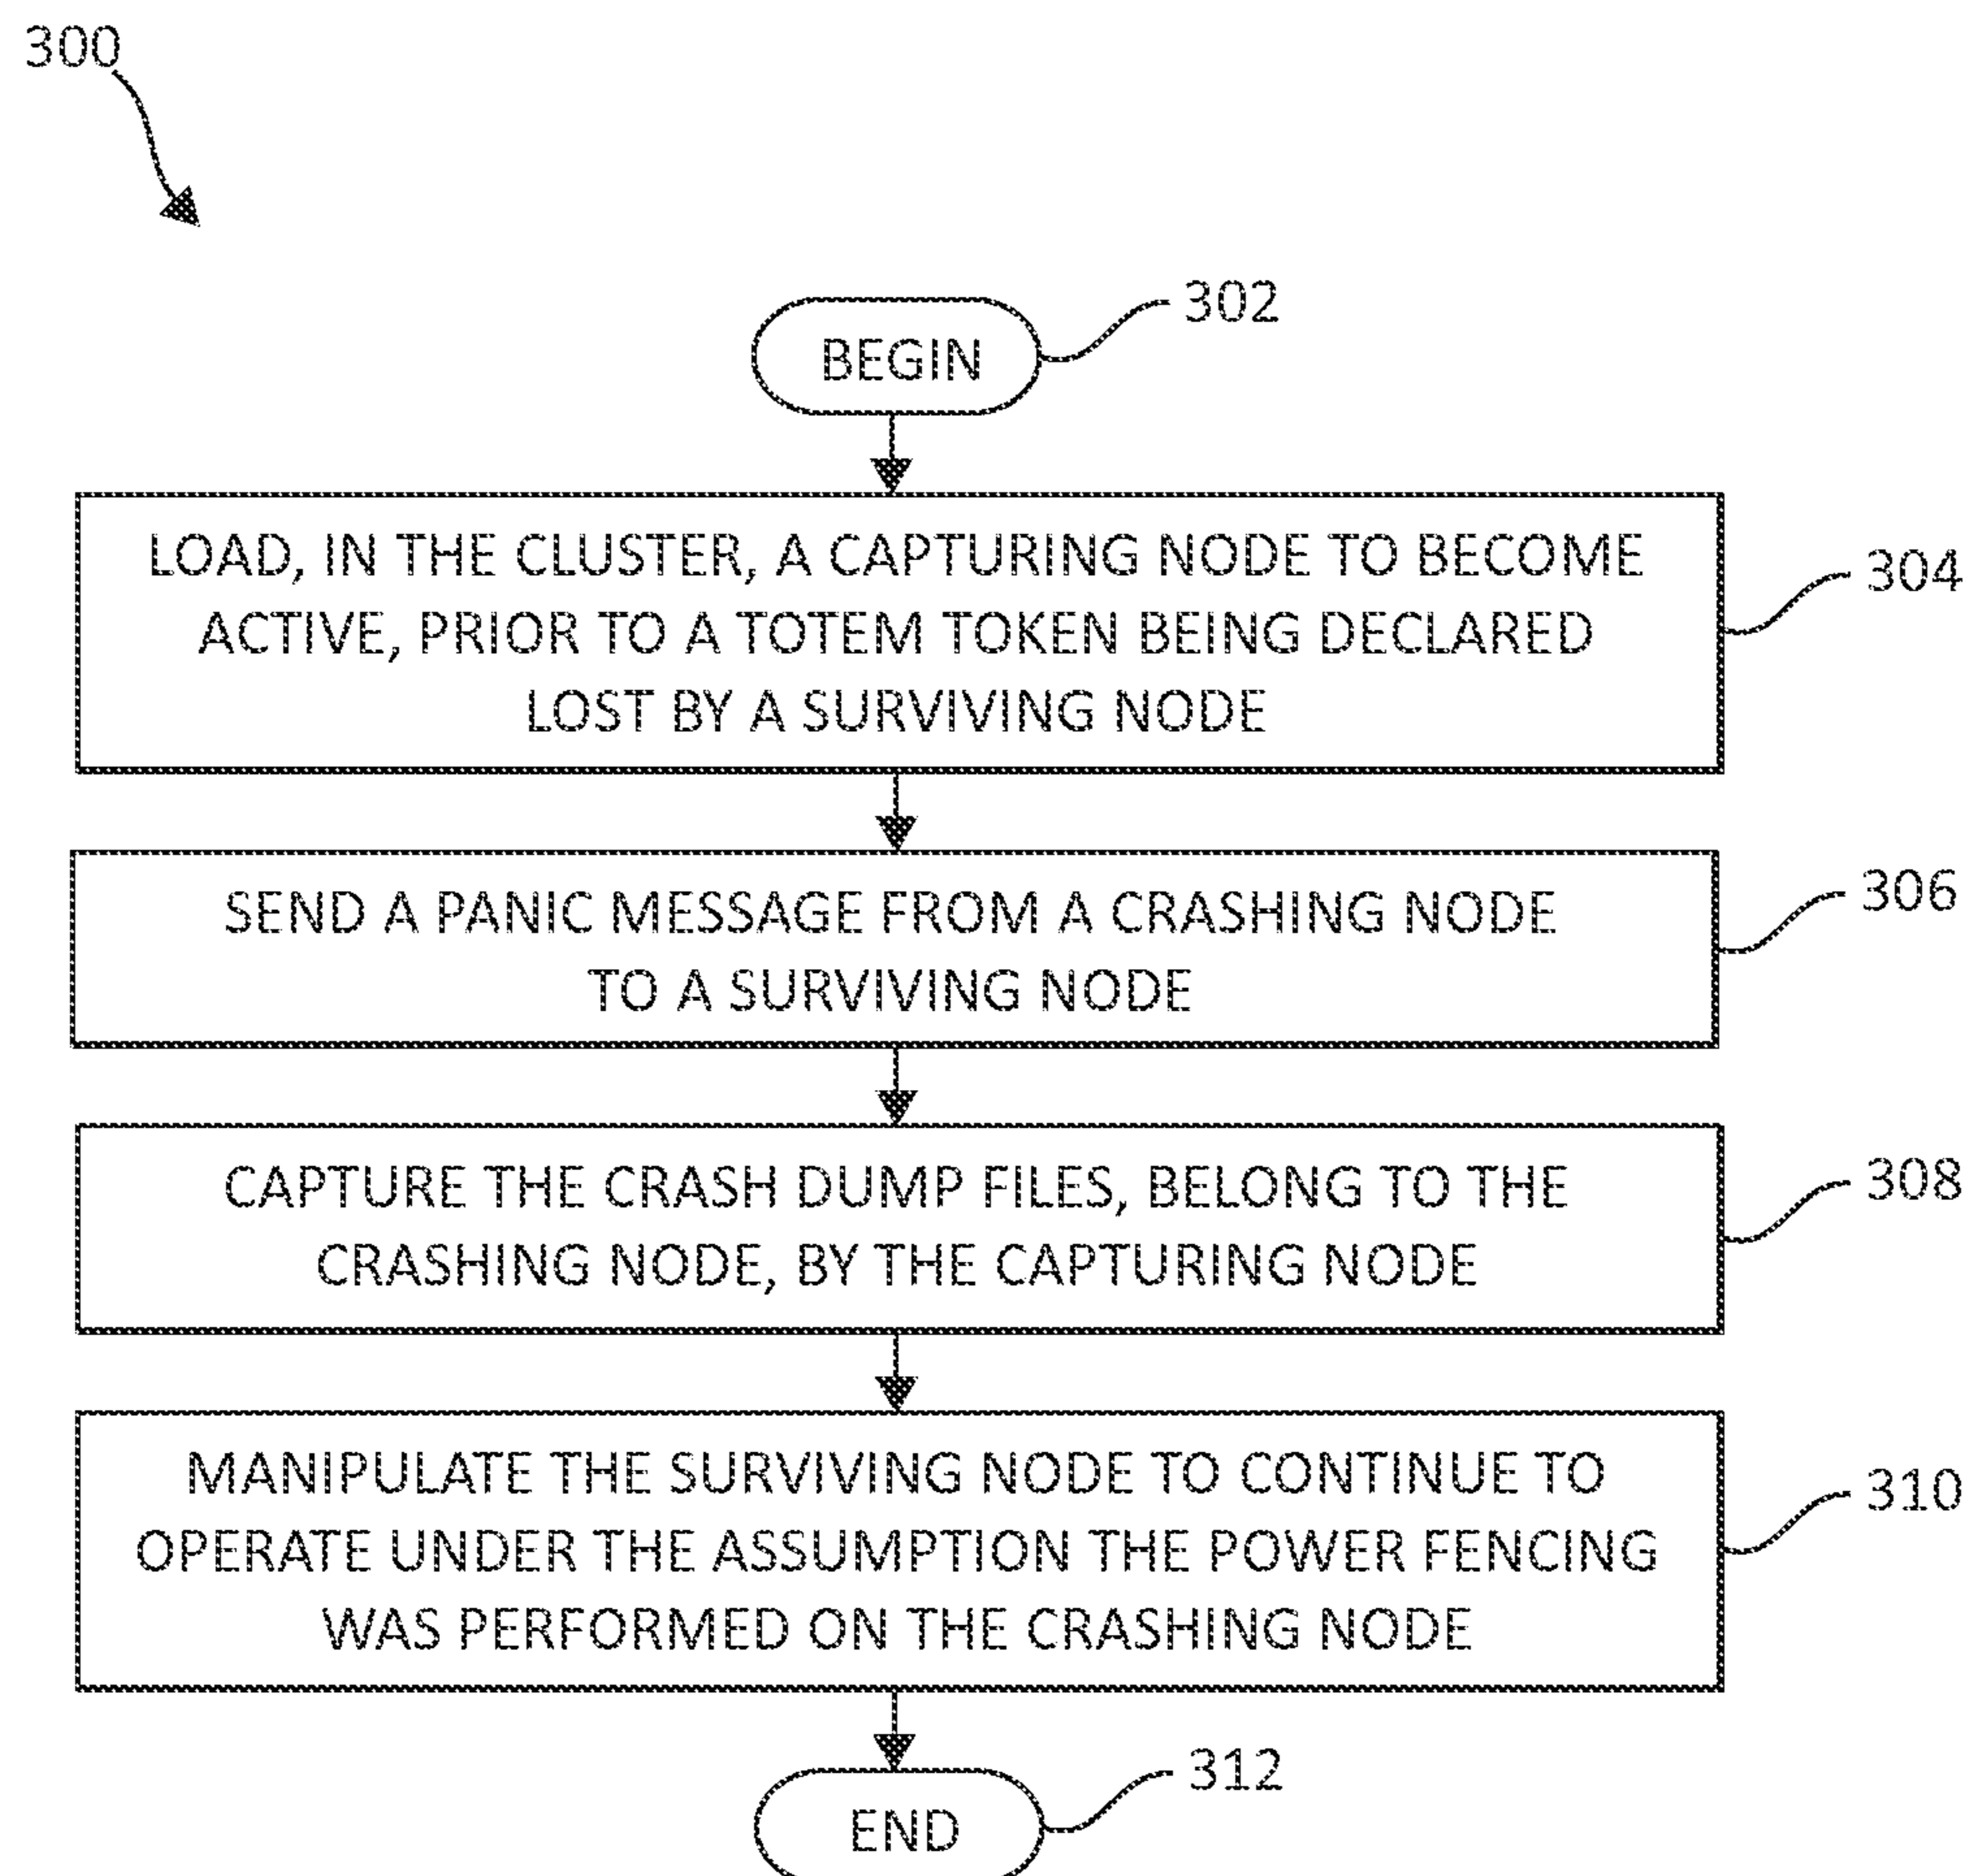 300
302
BEGIN
LOAD, IN THE CLUSTER, A CAPTURING NODE TO BECOME
ACTIVE, PRIOR TO A TOTEM TOKEN BEING DECLARED
LOST BY A SURVIVING NODE
304
SEND A PANIC MESSAGE FROM A CRASHING NODE
TO A SURVIVING NODE
306
CAPTURE THE CRASH DUMP FILES, BELONG TO THE
CRASHING NODE, BY THE CAPTURING NODE
308
MANIPULATE THE SURVIVING NODE TO CONTINUE TO
OPERATE UNDER THE ASSUMPTION THE POWER FENCING
WAS PERFORMED ON THE CRASHING NODE
310
312
END